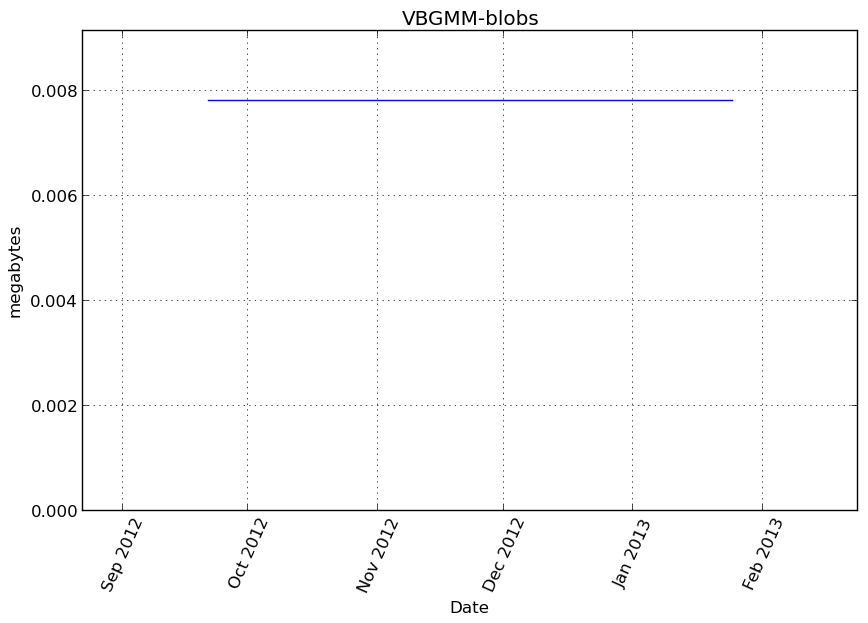 VBGMM-blobs
0.008
0.006
0.004
0.002
0.000
megabytes
Sep 2012
Oct 2012
Nov 2012
Dec 2012
Jan 2013
Feb 2013
Date